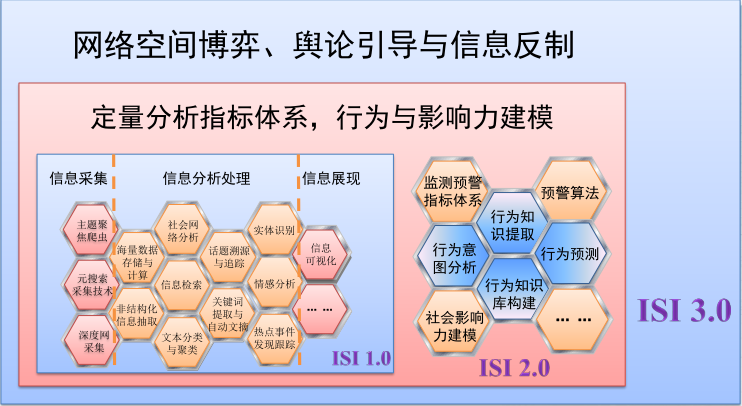 网络空间博弈、舆论引导与信息反制
定量分析指标体系，行为与影响力建模
信息采集
信息分析处理
信息展现
主题聚
焦爬虫
元搜索
采集技术
深度网
采集
海量数据
存储与
计算
非结构化
信息抽取
社会网
络分析
信息检索
文本分类
与聚类
话题溯源
与追踪
关键词
提取与
自动文摘
实体识别
情感分析
热点事件
发现跟踪
信息
可视化
... ...
ISI 1.0
监测预警
指标体系
行为意
图分析
社会影响
力建模
行为知
识提取
行为知识
库构建
预警算法
行为预测
... ...
ISI 2.0
ISI 3.0